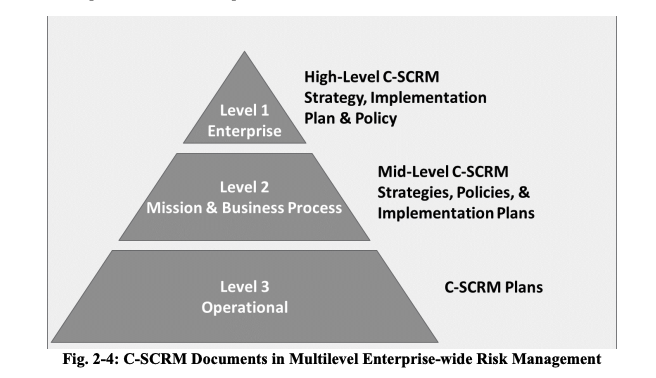 Level 1
Enterprise
High-Level C-SCRM
Strategy, Implementation
Plan & Policy
Level 2
Mission & Business Process
Mid-Level C-SCRM
Strategies, Policies, &
Implementation Plans
Level 3
Operational
C-SCRM Plans
Fig. 2-4: C-SCRM Documents in Multilevel Enterprise-wide Risk Management